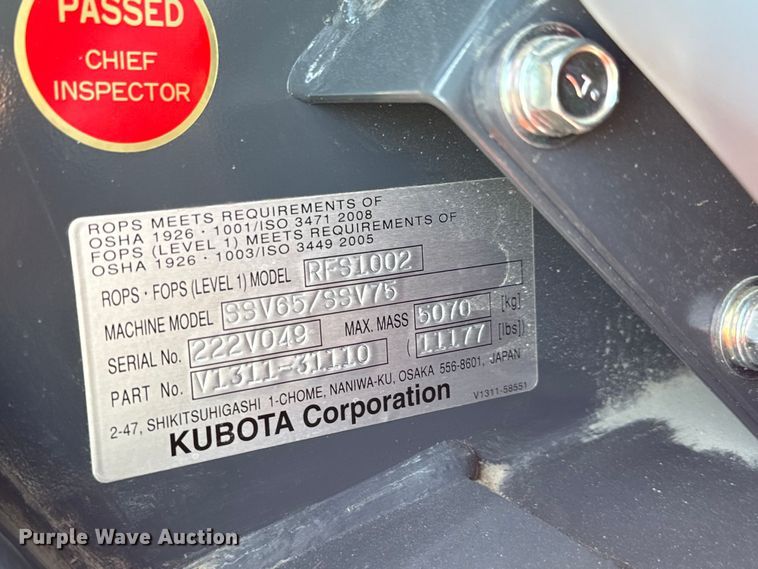 PASSED
CHIEF
INSPECTOR
ROPS MEETS REQUIREMENTS OF
OSHA 1926・1001/ISO 3471 2008
FOPS (LEVEL 1) MEETS REQUIREMENTS OF
OSHA 1926・1003/ISO 3449 2005
ROPS・FOPS (LEVEL 1) MODEL RFS1002
MACHINE MODEL SSV65/SSV75
SERIAL No. 222V049 MAX. MASS 5070 [kg]
PART No. V1311-31110 (11177 [lbs])
2-47, SHIKITSUHIGASHI 1-CHOME, NANIWA-KU, OSAKA 556-8601, JAPAN
KUBOTA Corporation V1311-58551
Purple Wave Auction